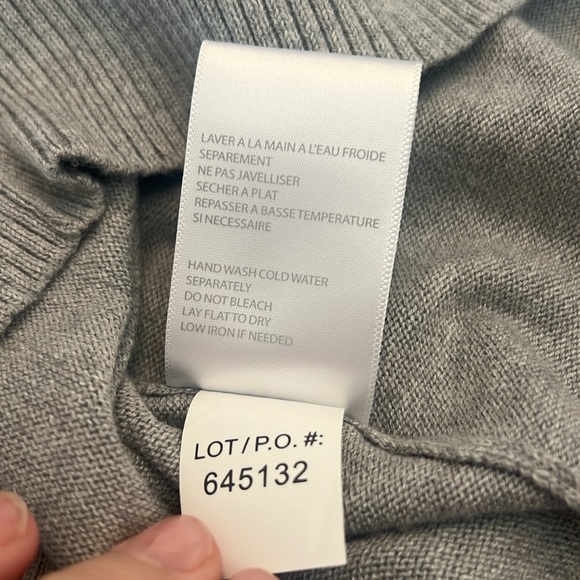 LAVER A LA MAIN A L'EAU FROIDE
SEPAREMENT
NE PAS JAVELLISER
SECHER A PLAT
REPASSER A BASSE TEMPERATURE
SI NECESSAIRE
HAND WASH COLD WATER
SEPARATELY
DO NOT BLEACH
LAY FLAT TO DRY
LOW IRON IF NEEDED
LOT / P.O. #:
645132